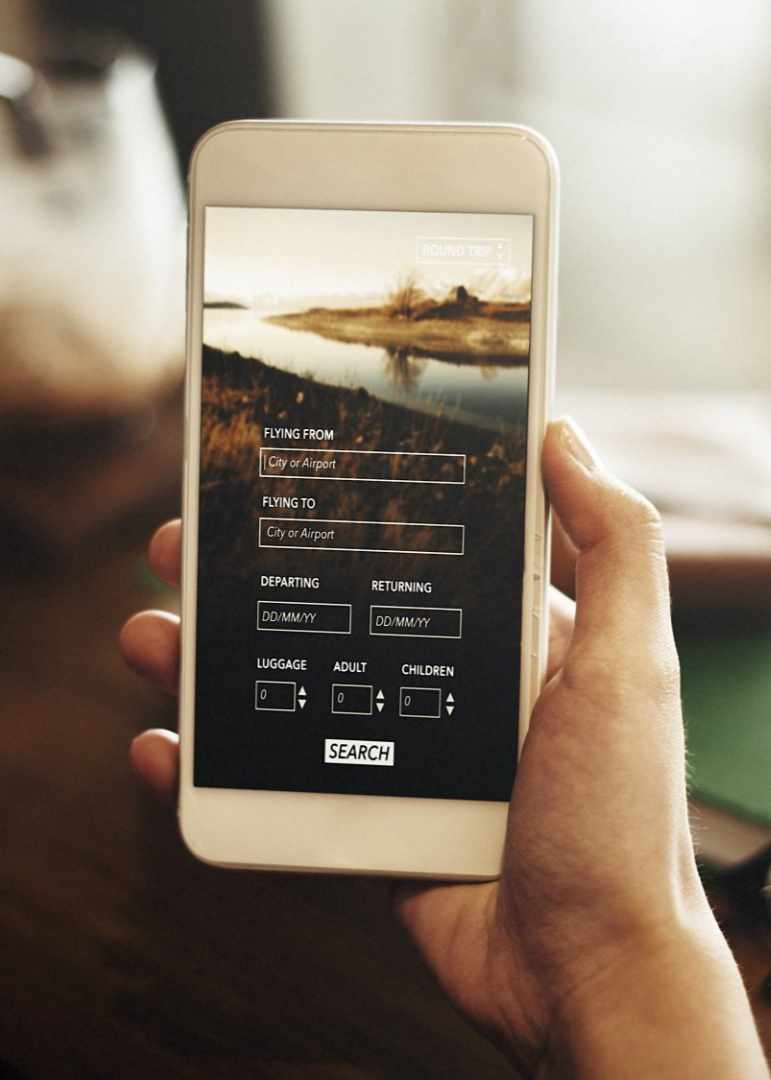 ROUND TRIP
FLYING FROM
City or Airport
FLYING TO
City or Airport
DEPARTING RETURNING
DD/MM/YY DD/MM/YY
LUGGAGE ADULT CHILDREN
0 0 0
SEARCH